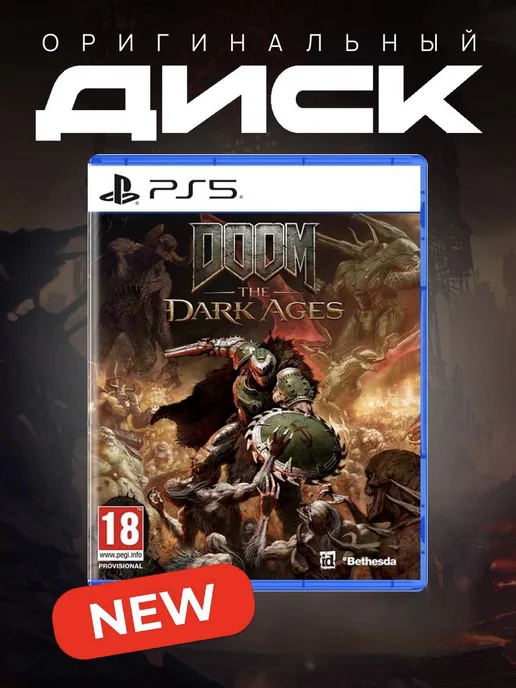 ОРИГИНАЛЬНЫЙ
ДИСК
PS5
DOOM
THE
DARK AGES
18
www.pegi.info
PROVISIONAL
id
Bethesda
NEW